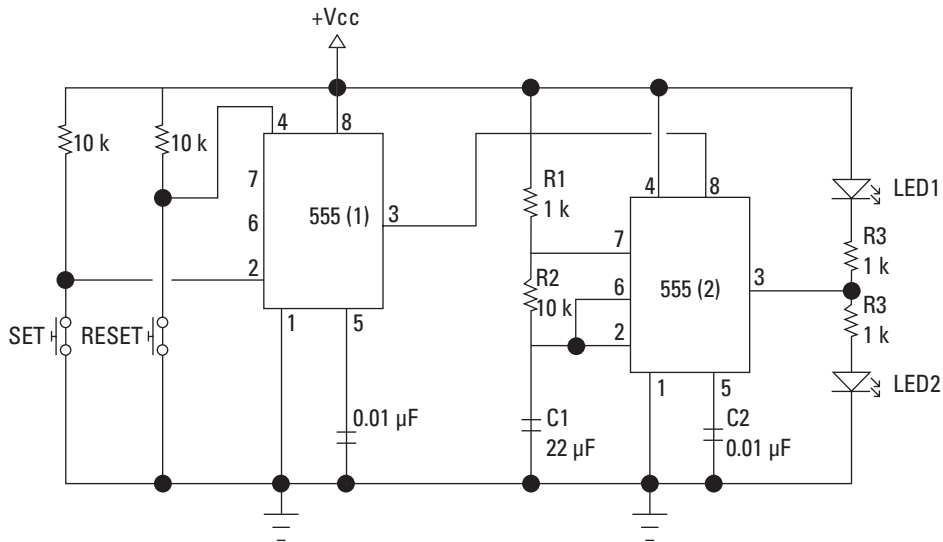 +Vcc
10 k
10 k
4
8
7
6
2
555 (1)
3
1
5
SET
RESET
0.01 µF
R1
1 k
R2
10 k
C1
22 µF
4
8
7
6
2
555 (2)
3
1
5
C2
0.01 µF
LED1
R3
1 k
R3
1 k
LED2